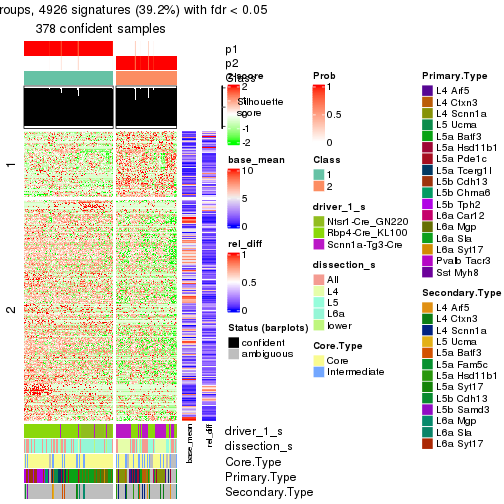 roups, 4926 signatures (39.2%) with fdr < 0.05
378 confident samples
p1
p2
Class
z-score
2
1
0
-1
-2
Silhouette
score
1
2
base_mean
10
5
0
rel_diff
1
0.5
0
Status (barplots)
confident
ambiguous
Prob
1
0.5
0
Class
1
2
driver_1_s
Ntsr1-Cre_GN220
Rbp4-Cre_KL100
Scnn1a-Tg3-Cre
dissection_s
All
L4
L5
L6a
lower
Core.Type
Core
Intermediate
Primary.Type
L4 Arf5
L4 Ctxn3
L4 Scnn1a
L5 Ucma
L5a Batf3
L5a Hsd11b1
L5a Pde1c
L5a Tcerg1l
L5b Cdh13
L5b Chrna6
L5b Tph2
L6a Car12
L6a Mgp
L6a Sla
L6a Syt17
Pvalb Tacr3
Sst Myh8
Secondary.Type
L4 Arf5
L4 Ctxn3
L4 Scnn1a
L5 Ucma
L5a Batf3
L5a Fam5c
L5a Hsd11b1
L5a Syt17
L5b Cdh13
L5b Samd3
L6a Mgp
L6a Sla
L6a Syt17
driver_1_s
dissection_s
Core.Type
Primary.Type
Secondary.Type
base_mean
rel_diff